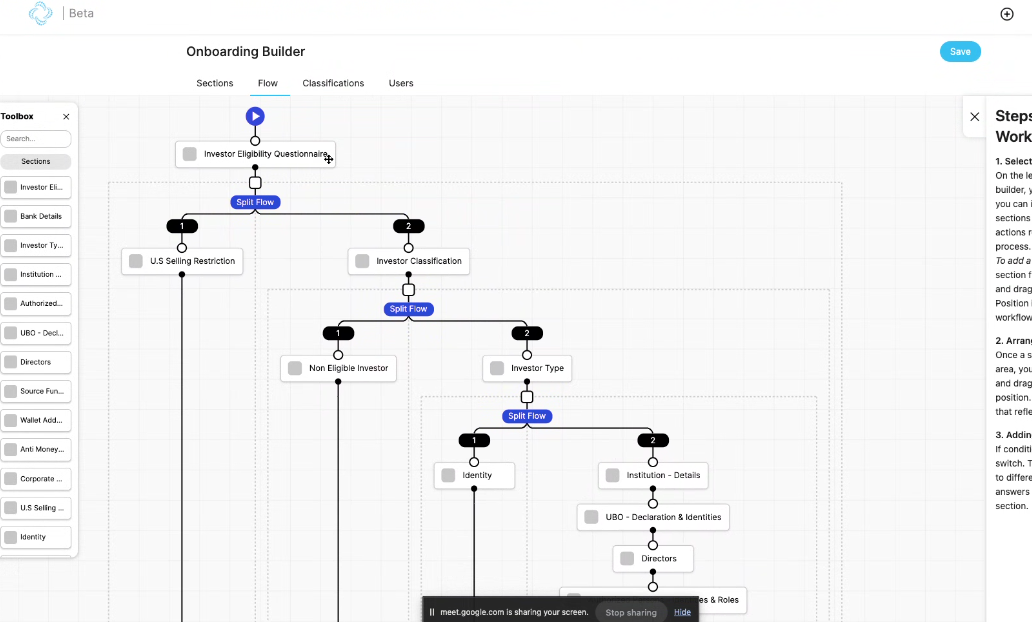 Beta
Onboarding Builder
Save
Sections
Flow
Classifications
Users
Toolbox
Search...
Sections
Investor Eli...
Bank Details
Investor Ty...
Institution ...
Authorized...
UBO - Decl...
Directors
Source Fun...
Wallet Add...
Anti Money...
Corporate ...
U.S Selling ...
Identity
Investor Eligibility Questionnaire
Split Flow
1
2
U.S Selling Restriction
Investor Classification
Split Flow
1
2
Non Eligible Investor
Investor Type
Split Flow
1
2
Identity
Institution - Details
UBO - Declaration & Identities
Directors
es & Roles
Steps
Work
1. Select
On the le
builder, y
you can i
sections
actions r
process.
To add a
section f
and drag
Position i
workflow
2. Arran
Once a s
area, you
and drag
position.
that refle
3. Adding
If conditi
switch. T
to differe
answers
section.
meet.google.com is sharing your screen.
Stop sharing
Hide